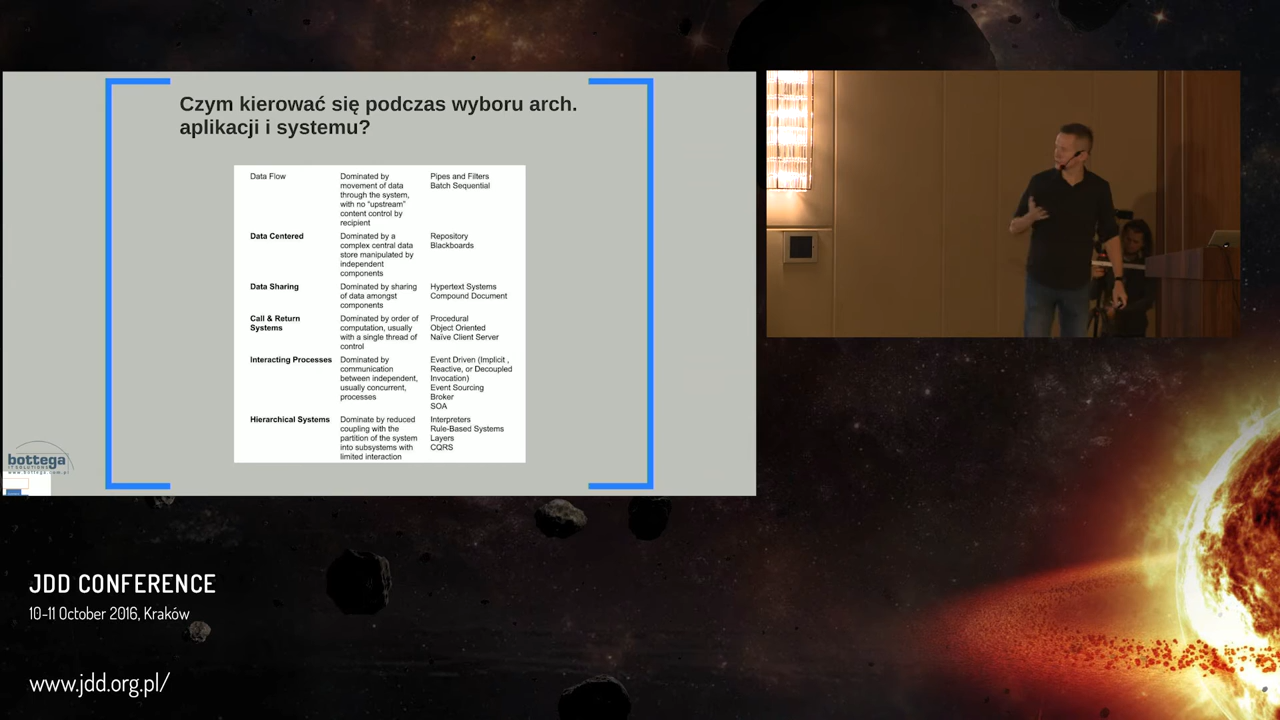 Czym kierować się podczas wyboru arch.
aplikacji i systemu?
Data Flow
Dominated by
movement of data
through the system,
with no "upstream"
content control by
recipient
Pipes and Filters
Batch Sequential
Data Centered
Dominated by a
complex central data
store manipulated by
independent
components
Repository
Blackboards
Data Sharing
Dominated by sharing
of data amongst
components
Hypertext Systems
Compound Document
Call & Return
Systems
Dominated by order of
computation, usually
with a single thread of
control
Procedural
Object Oriented
Naïve Client Server
Interacting Processes
Dominated by
communication
between independent,
usually concurrent,
processes
Event Driven (Implicit ,
Reactive, or Decoupled
Invocation)
Event Sourcing
Broker
SOA
Hierarchical Systems
Dominate by reduced
coupling with the
partition of the system
into subsystems with
limited interaction
Interpreters
Rule-Based Systems
Layers
CQRS
bottega
IT SOLUTIONS
www.bottega.com.pl
JDD CONFERENCE
10-11 October 2016, Kraków
www.jdd.org.pl/